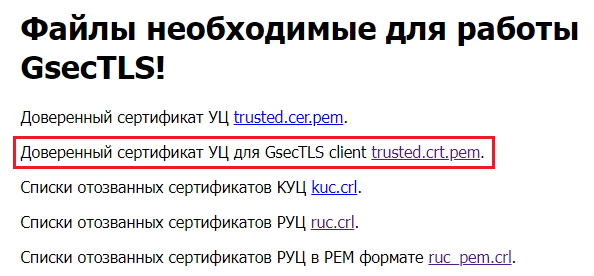 Файлы необходимые для работы
GsecTLS!
Доверенный сертификат УЦ trusted.cer.pem.
Доверенный сертификат УЦ для GsecTLS client trusted.crt.pem.
Списки отозванных сертификатов КУЦ kuc.crl.
Списки отозванных сертификатов РУЦ ruc.crl.
Списки отозванных сертификатов РУЦ в PEM формате ruc_pem.crl.